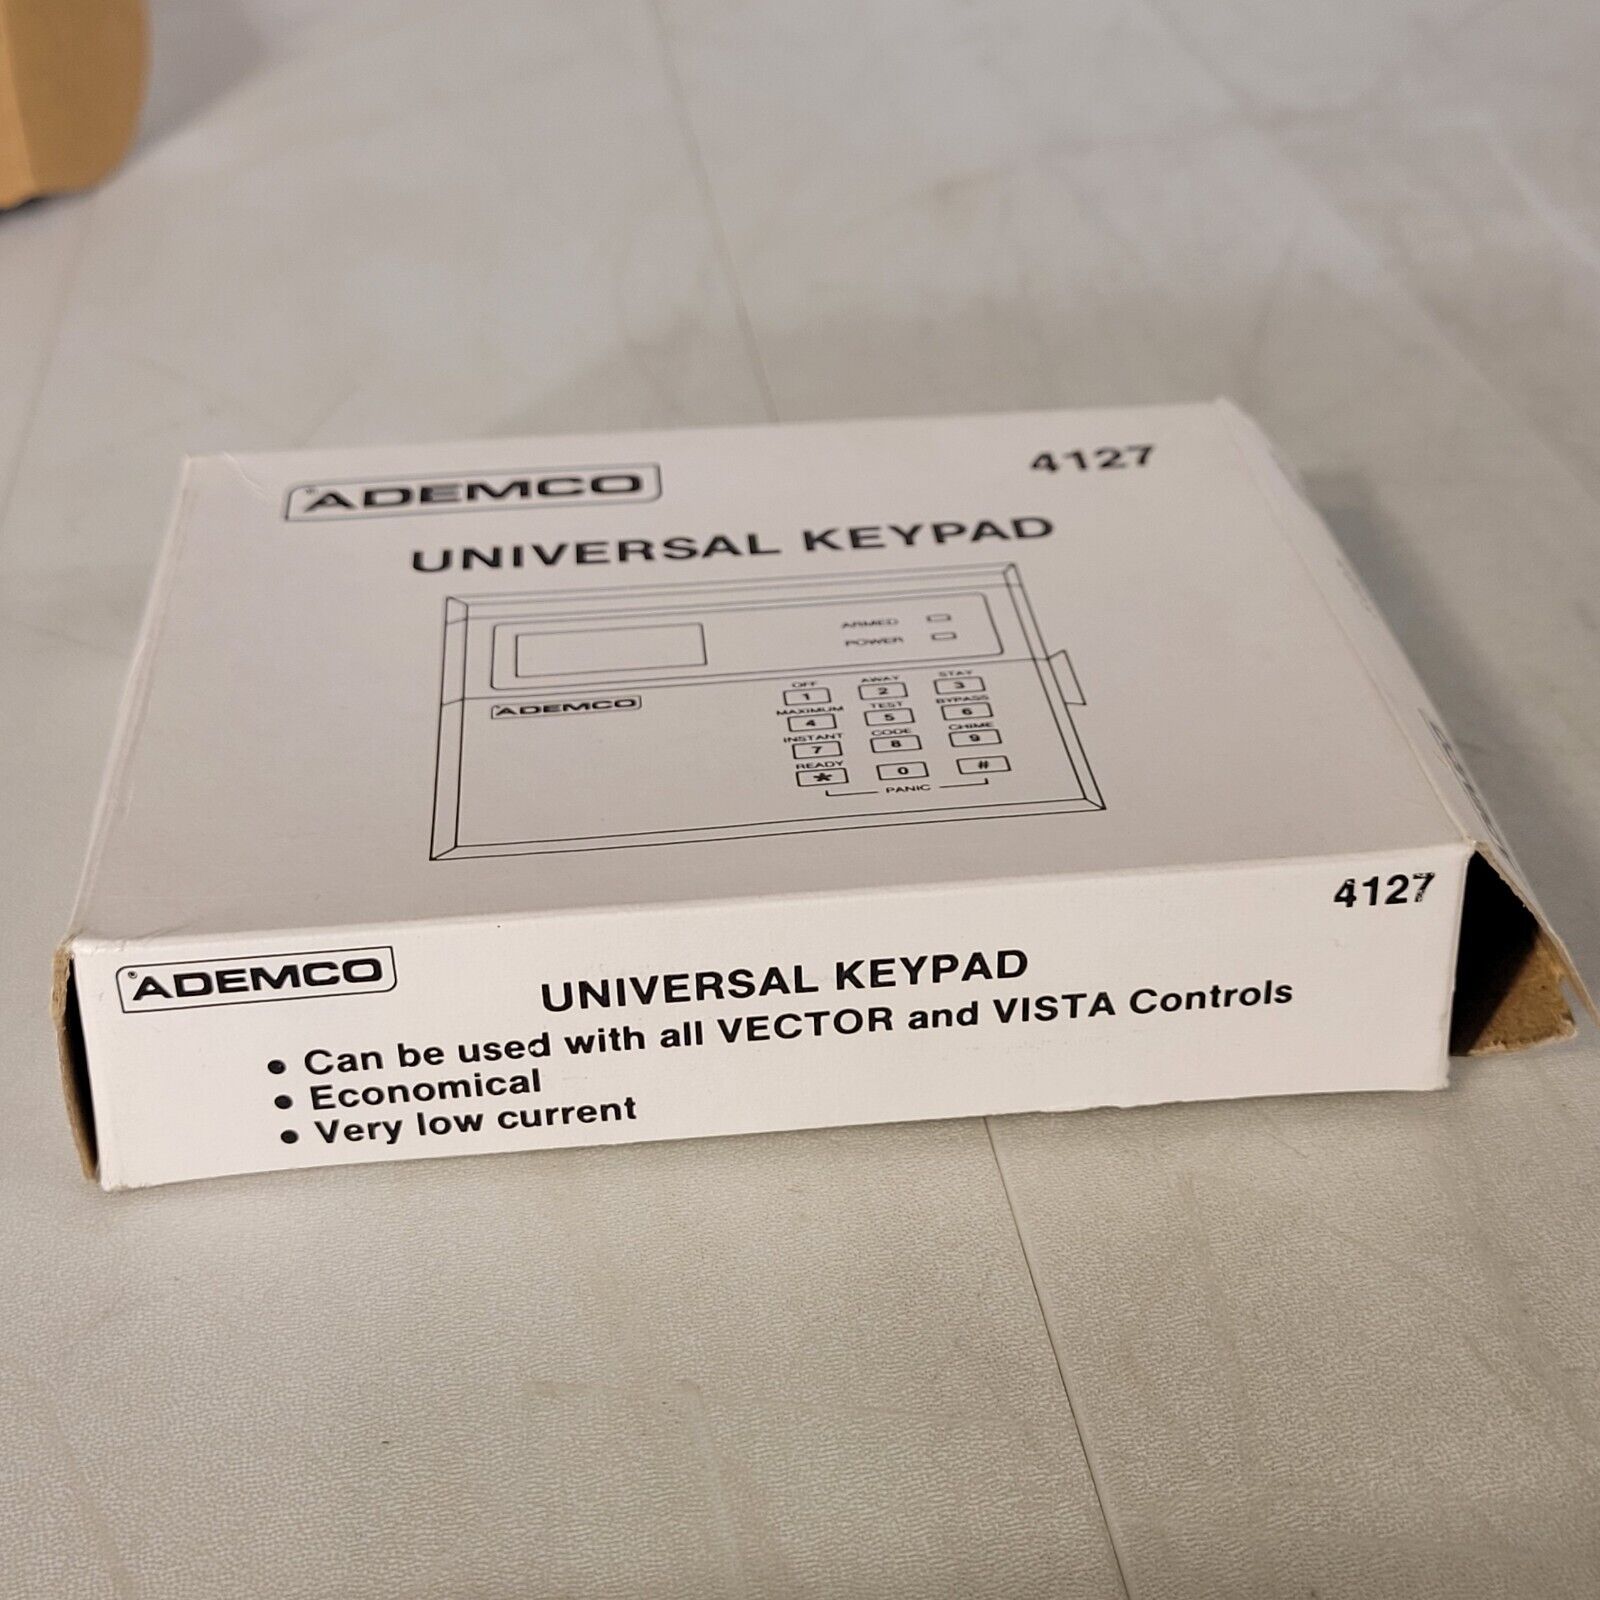 ADEMCO
4127
UNIVERSAL KEYPAD
ARMED
POWER
ADEMCO
OFF AWAY STAY
1 2 3
MAXIMUM TEST BYPASS
4 5 6
INSTANT CODE CHIME
7 8 9
READY
* 0 #
PANIC
4127
®ADEMCO
UNIVERSAL KEYPAD
• Can be used with all VECTOR and VISTA Controls
• Economical
• Very low current